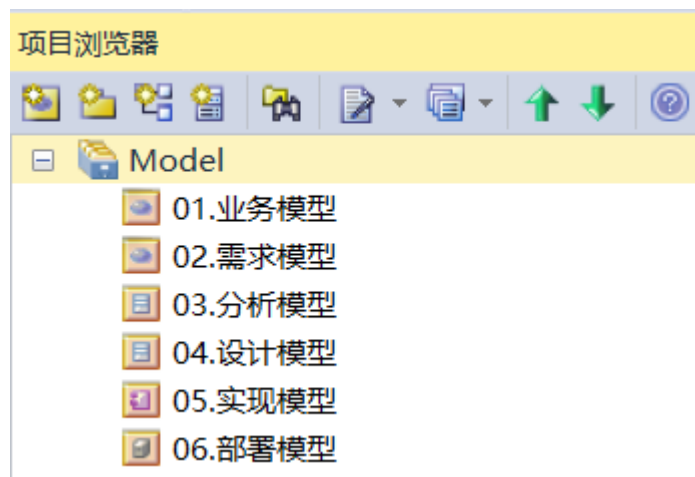 项目浏览器
Model
01.业务模型
02.需求模型
03.分析模型
04.设计模型
05.实现模型
06.部署模型